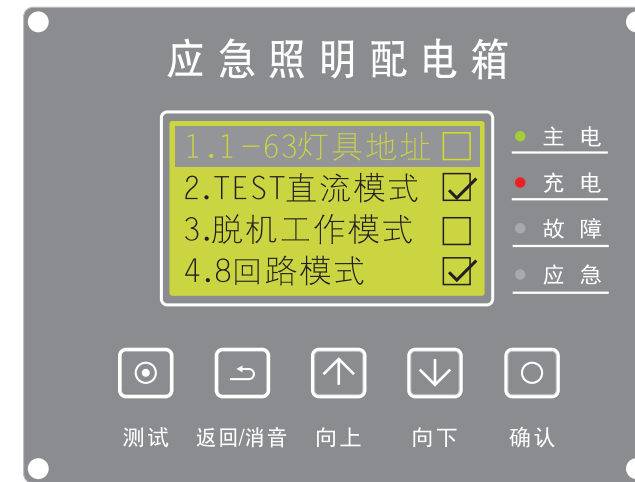 应急照明配电箱
1.1-63灯具地址
2.TEST直流模式
3.脱机工作模式
4.8回路模式
主电
充电
故障
应急
测试 返回/消音 向上 向下 确认